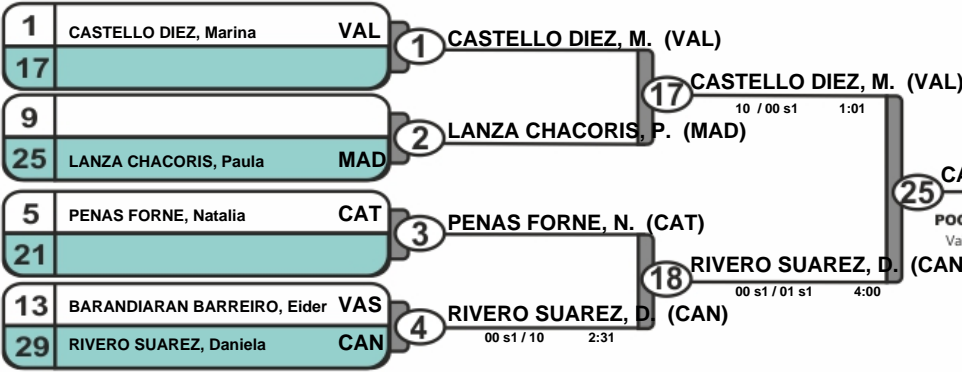 1 CASTELLO DIEZ, Marina VAL
17
9
25 LANZA CHACORIS, Paula MAD
5 PENAS FORNE, Natalia CAT
21
13 BARANDIARAN BARREIRO, Eider VAS
29 RIVERO SUAREZ, Daniela CAN
1 CASTELLO DIEZ, M. (VAL)
2 LANZA CHACORIS, P. (MAD)
3 PENAS FORNE, N. (CAT)
4 RIVERO SUAREZ, D. (CAN)
00 s1 / 10 2:31
17 CASTELLO DIEZ, M. (VAL)
10 / 00 s1 1:01
18 RIVERO SUAREZ, D. (CAN
00 s1 / 01 s1 4:00
25